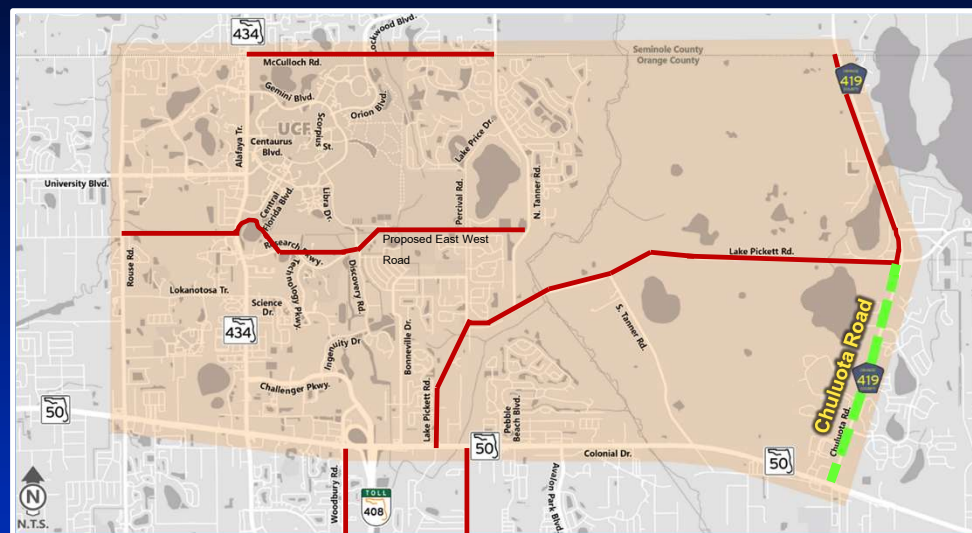 434
Lockwood Blvd.
McCulloch Rd.
Seminole County
Orange County
ORANGE
419
COUNTY
Gemini Blvd.
Orion Blvd.
UCF
Scorpius
St.
Centaurus
Blvd.
Alafaya Tr.
Lake Price Dr.
University Blvd.
Central
Florida Blvd.
Libra Dr.
Percival Rd.
N. Tanner Rd.
Proposed East West
Road
Research Pkwy.
Rouse Rd.
Lake Pickett Rd.
Technology Pkwy.
Discovery Rd.
Lokanotosa Tr.
Science
Dr.
434
Ingenuity Dr
Bonneville Dr.
S. Tanner Rd.
Chuluota Road
ORANGE
419
COUNTY
Challenger Pkwy.
Lake Pickett Rd.
Pebble
Beach Blvd.
Chuluota Rd.
50
50
Colonial Dr.
50
N
N.T.S.
Woodbury Rd.
TOLL
408
Avalon Park Blvd.